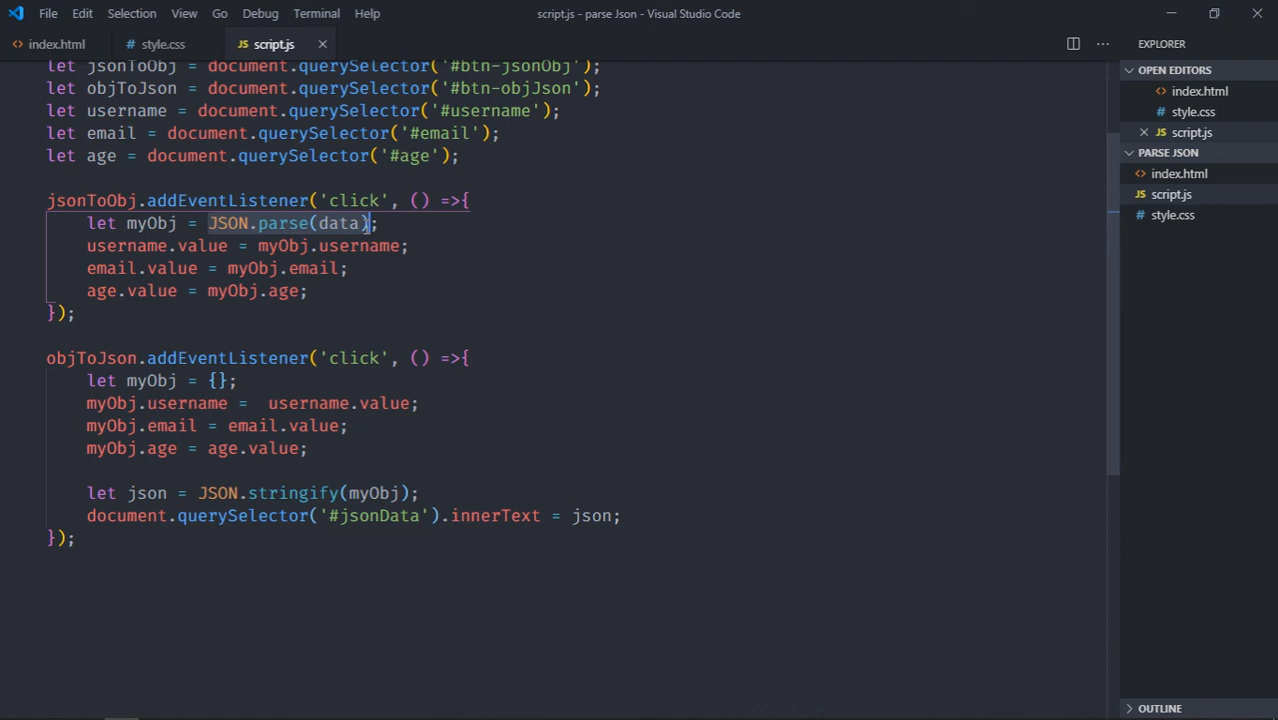 File Edit Selection View Go Debug Terminal Help script.js - parse Json - Visual Studio Code
index.html style.css JS script.js
let jsonToObj = document.querySelector('#btn-jsonObj');
let objToJson = document.querySelector('#btn-objJson');
let username = document.querySelector('#username');
let email = document.querySelector('#email');
let age = document.querySelector('#age');
jsonToObj.addEventListener('click', () =>{
let myObj = JSON.parse(data);
username.value = myObj.username;
email.value = myObj.email;
age.value = myObj.age;
});
objToJson.addEventListener('click', () =>{
let myObj = {};
myObj.username =  username.value;
myObj.email = email.value;
myObj.age = age.value;
let json = JSON.stringify(myObj);
document.querySelector('#jsonData').innerText = json;
});
EXPLORER
OPEN EDITORS
index.html
style.css
JS script.js
PARSE JSON
index.html
JS script.js
style.css
OUTLINE